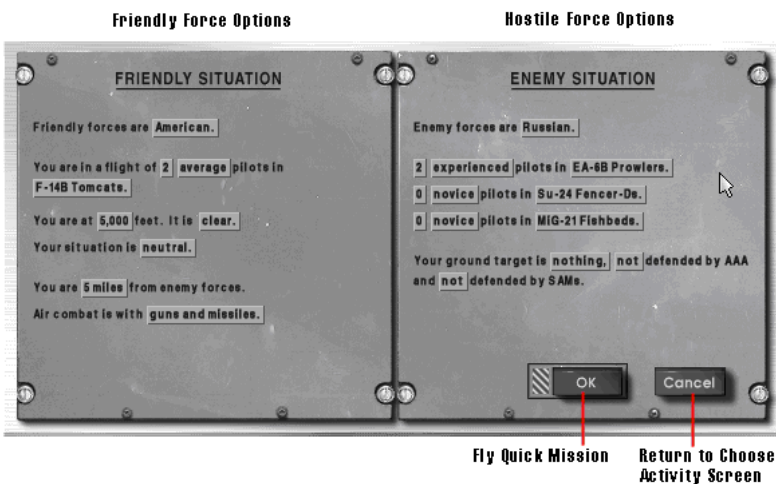 Friendly Force Options
Hostile Force Options
FRIENDLY SITUATION
Friendly forces are American.
You are in a flight of 2 average pilots in
F-14B Tomcats.
You are at 5,000 feet. It is clear.
Your situation is neutral.
You are 5 miles from enemy forces.
Air combat is with guns and missiles.
ENEMY SITUATION
Enemy forces are Russian.
2 experienced pilots in EA-6B Prowlers.
0 novice pilots in Su-24 Fencer-Ds.
0 novice pilots in MiG-21 Fishbeds.
Your ground target is nothing, not defended by AAA
and not defended by SAMs.
OK
Cancel
Fly Quick Mission
Return to Choose
Activity Screen